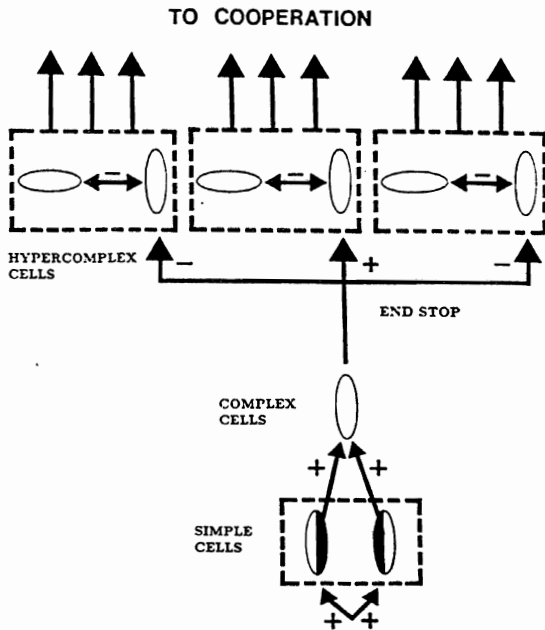 TO COOPERATION
− − −
HYPERCOMPLEX
CELLS
− + −
END STOP
COMPLEX
CELLS
+ +
SIMPLE
CELLS
+ +